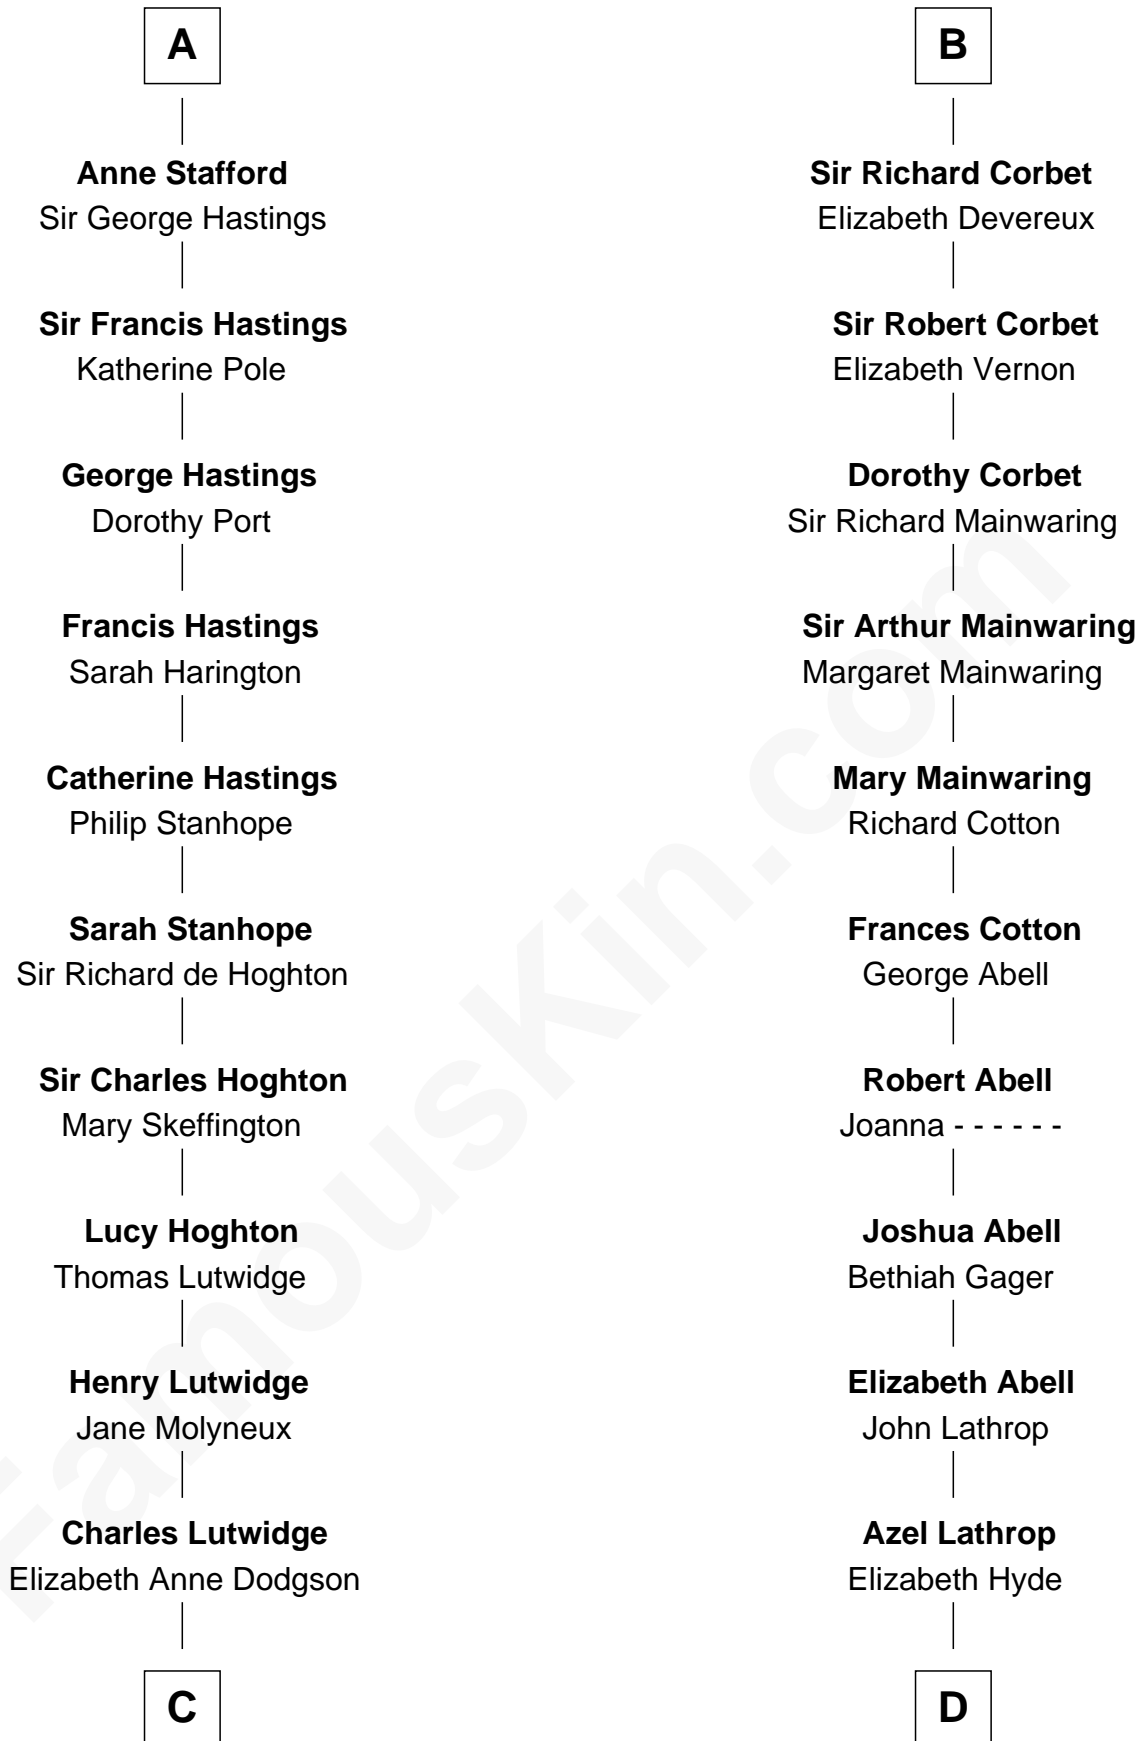 A
Anne Stafford
Sir George Hastings
Sir Francis Hastings
Katherine Pole
George Hastings
Dorothy Port
Francis Hastings
Sarah Harington
Catherine Hastings
Philip Stanhope
Sarah Stanhope
Sir Richard de Hoghton
Sir Charles Hoghton
Mary Skeffington
Lucy Hoghton
Thomas Lutwidge
Henry Lutwidge
Jane Molyneux
Charles Lutwidge
Elizabeth Anne Dodgson
C
B
Sir Richard Corbet
Elizabeth Devereux
Sir Robert Corbet
Elizabeth Vernon
Dorothy Corbet
Sir Richard Mainwaring
Sir Arthur Mainwaring
Margaret Mainwaring
Mary Mainwaring
Richard Cotton
Frances Cotton
George Abell
Robert Abell
Joanna - - - - - -
Joshua Abell
Bethiah Gager
Elizabeth Abell
John Lathrop
Azel Lathrop
Elizabeth Hyde
D
FamousKin.com